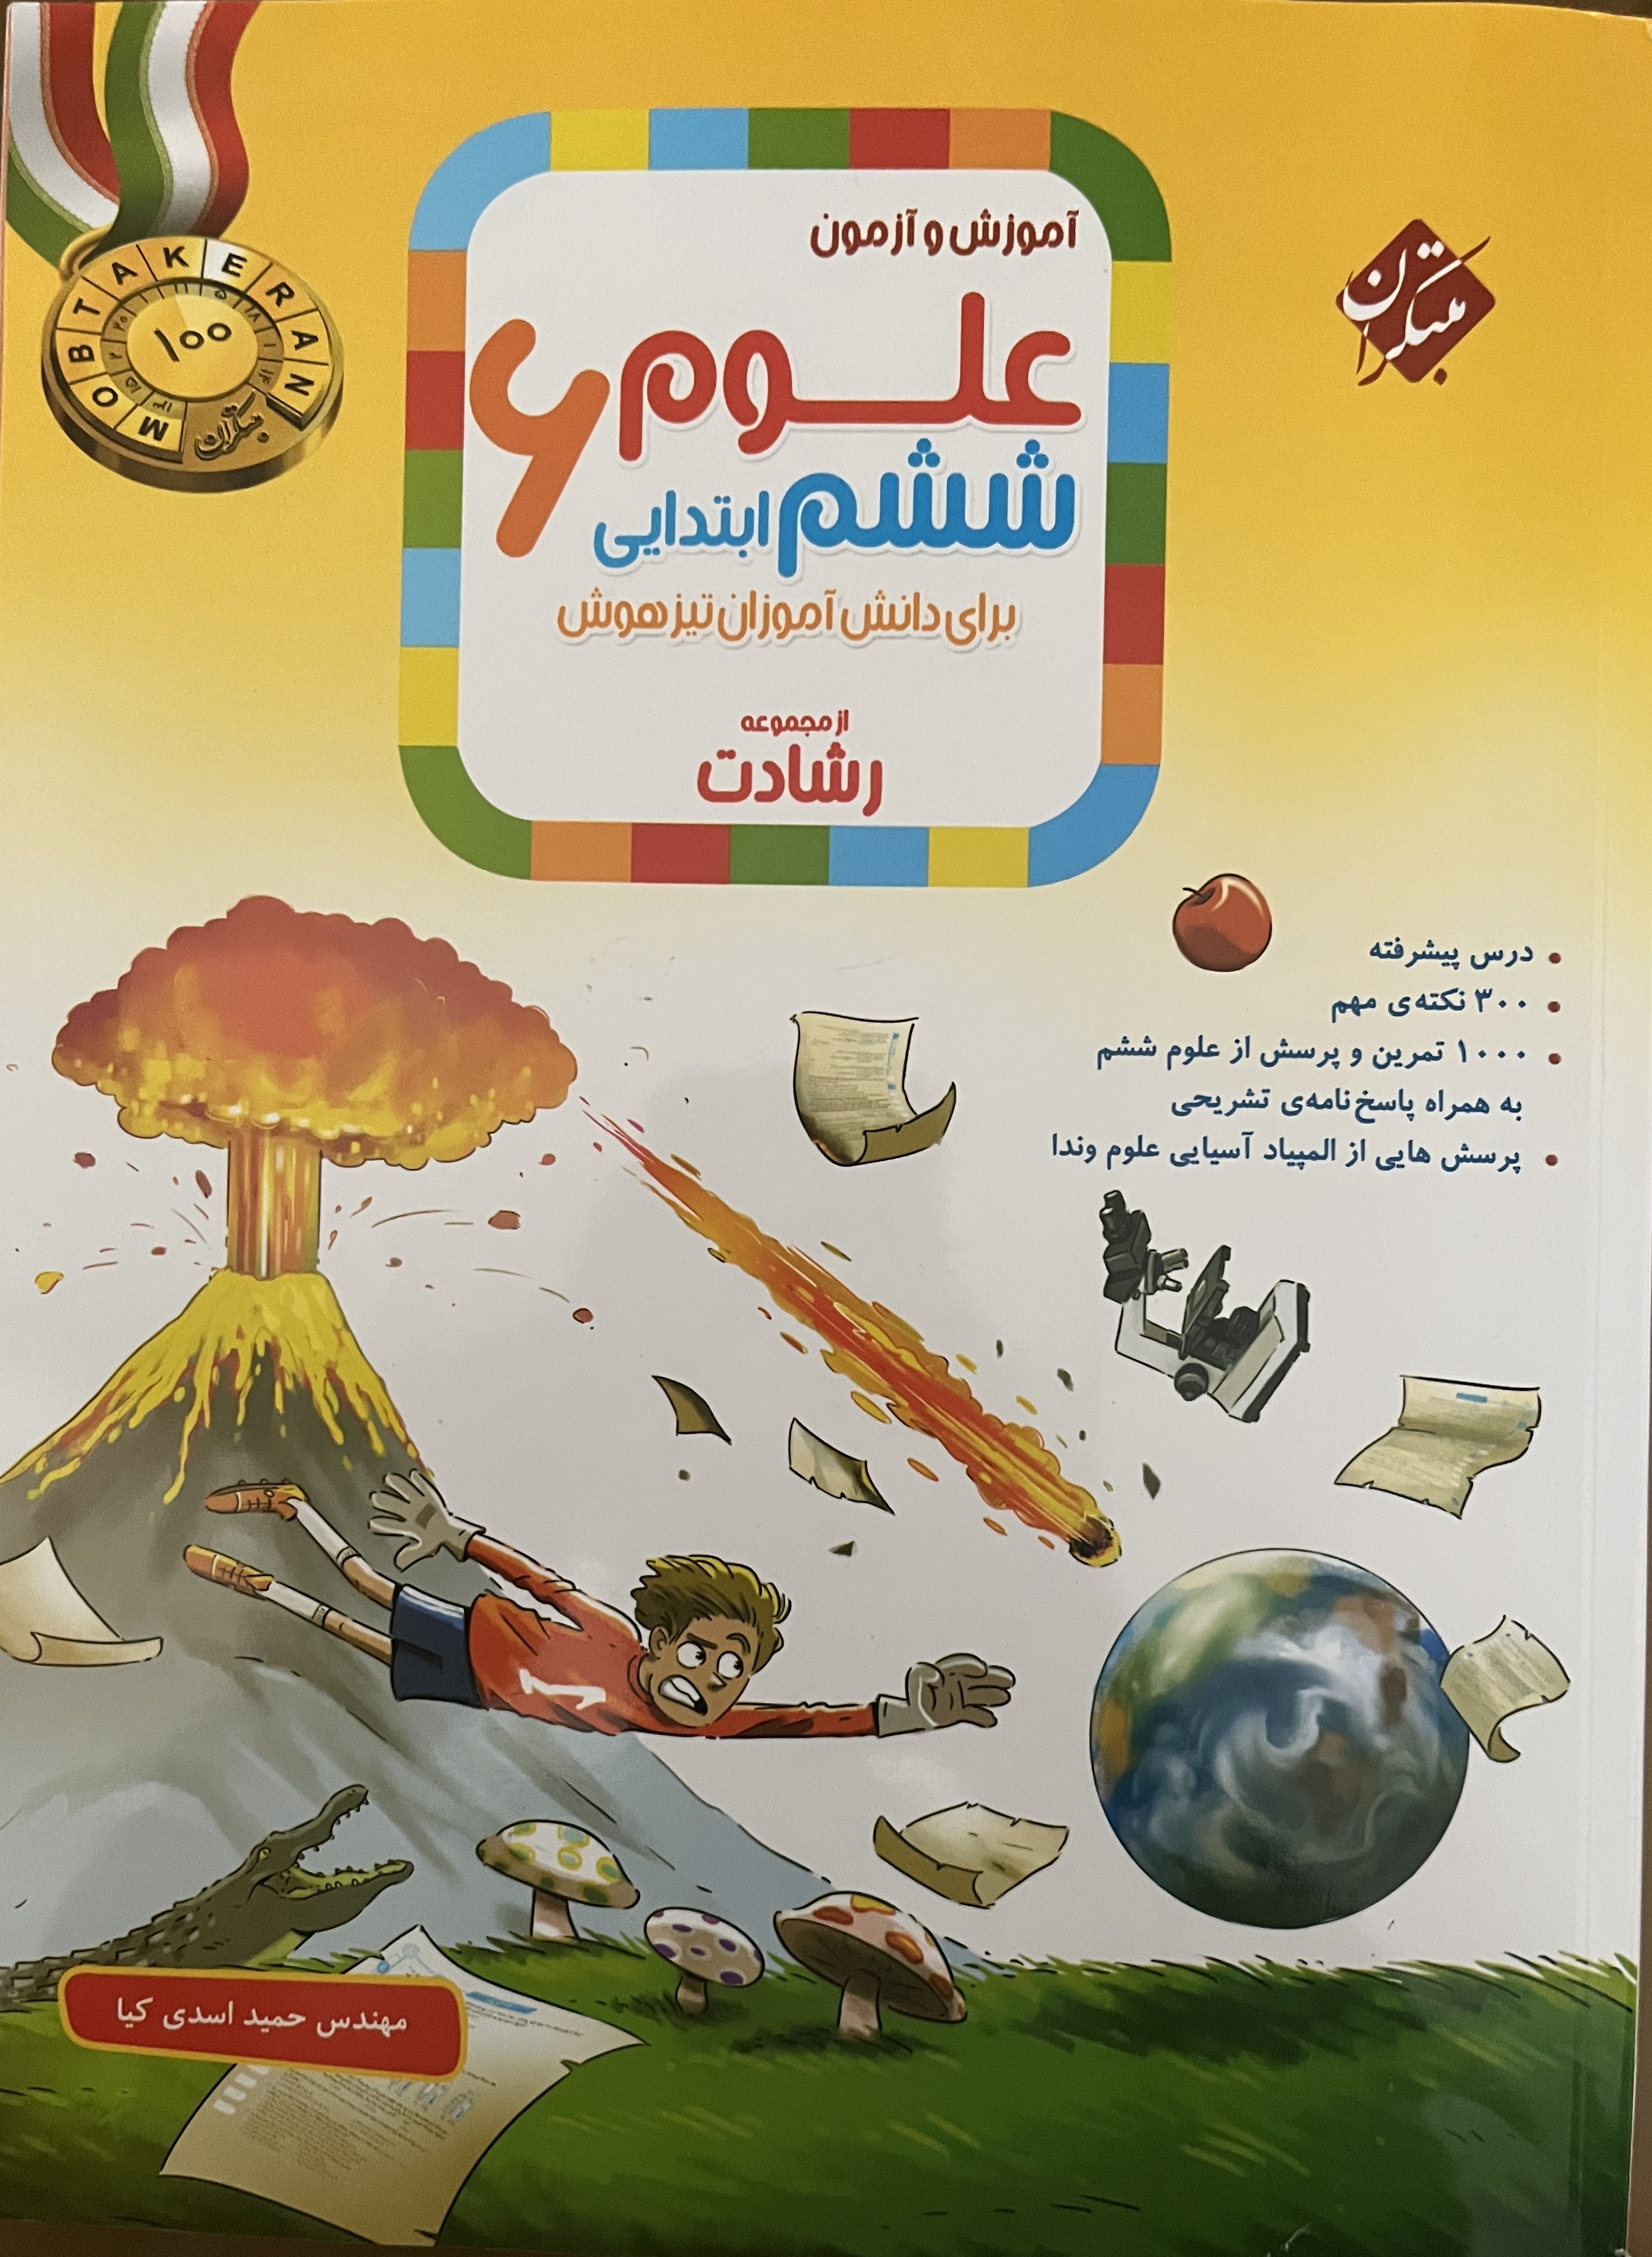 آموزش و آزمون
علوم ۶
ششم ابتدایی
برای دانش آموزان تیزهوش
از مجموعه
رشادت
مبتکران
MOBTAKERAN
۱۰۰
مبتکران
• درس پیشرفته
• ۳۰۰ نکته‌ی مهم
• ۱۰۰۰ تمرین و پرسش از علوم ششم
به همراه پاسخ‌نامه‌ی تشریحی
• پرسش هایی از المپیاد آسیایی علوم وندا
1
مهندس حمید اسدی کیا